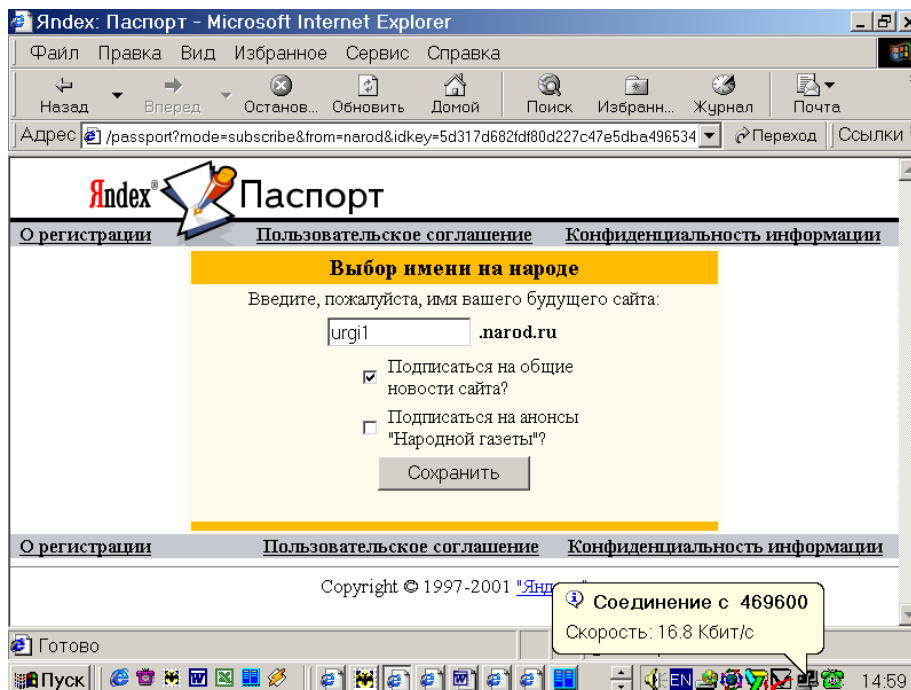 Яndex: Паспорт - Microsoft Internet Explorer
Файл Правка Вид Избранное Сервис Справка
Назад Вперед Останов... Обновить Домой Поиск Избранн... Журнал Почта
Адрес /passport?mode=subscribe&from=narod&idkey=5d317d682fdf80d227c47e5dba496534 Переход Ссылки
Яndex® Паспорт
О регистрации Пользовательское соглашение Конфиденциальность информации
Выбор имени на народе
Введите, пожалуйста, имя вашего будущего сайта:
urgi1 .narod.ru
Подписаться на общие
новости сайта?
Подписаться на анонсы
"Народной газеты"?
Сохранить
О регистрации Пользовательское соглашение Конфиденциальность информации
Copyright © 1997-2001 "Янд
Соединение с 469600
Скорость: 16.8 Кбит/с
Готово
Пуск EN 14:59